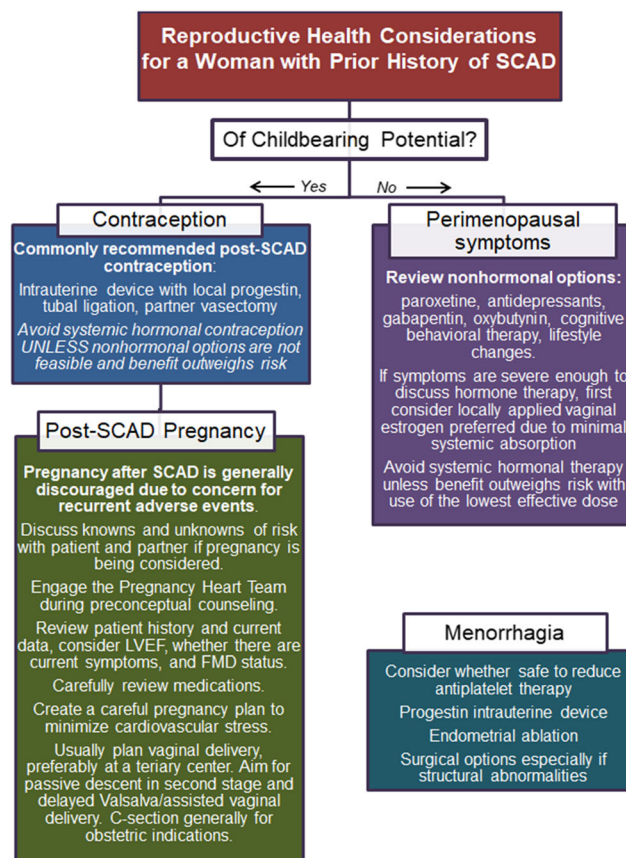 Reproductive Health Considerations
for a Woman with Prior History of SCAD
Of Childbearing Potential?
Yes
No
Contraception
Commonly recommended post-SCAD
contraception:
Intrauterine device with local progestin,
tubal ligation, partner vasectomy
Avoid systemic hormonal contraception
UNLESS nonhormonal options are not
feasible and benefit outweighs risk
Post-SCAD Pregnancy
Pregnancy after SCAD is generally
discouraged due to concern for
recurrent adverse events.
Discuss knowns and unknowns of risk
with patient and partner if pregnancy is
being considered.
Engage the Pregnancy Heart Team
during preconceptual counseling.
Review patient history and current
data, consider LVEF, whether there are
current symptoms, and FMD status.
Carefully review medications.
Create a careful pregnancy plan to
minimize cardiovascular stress.
Usually plan vaginal delivery,
preferably at a teriary center. Aim for
passive descent in second stage and
delayed Valsalva/assisted vaginal
delivery. C-section generally for
obstetric indications.
Perimenopausal
symptoms
Review nonhormonal options:
paroxetine, antidepressants,
gabapentin, oxybutynin, cognitive
behavioral therapy, lifestyle
changes.
If symptoms are severe enough to
discuss hormone therapy, first
consider locally applied vaginal
estrogen preferred due to minimal
systemic absorption
Avoid systemic hormonal therapy
unless benefit outweighs risk with
use of the lowest effective dose
Menorrhagia
Consider whether safe to reduce
antiplatelet therapy
Progestin intrauterine device
Endometrial ablation
Surgical options especially if
structural abnormalities